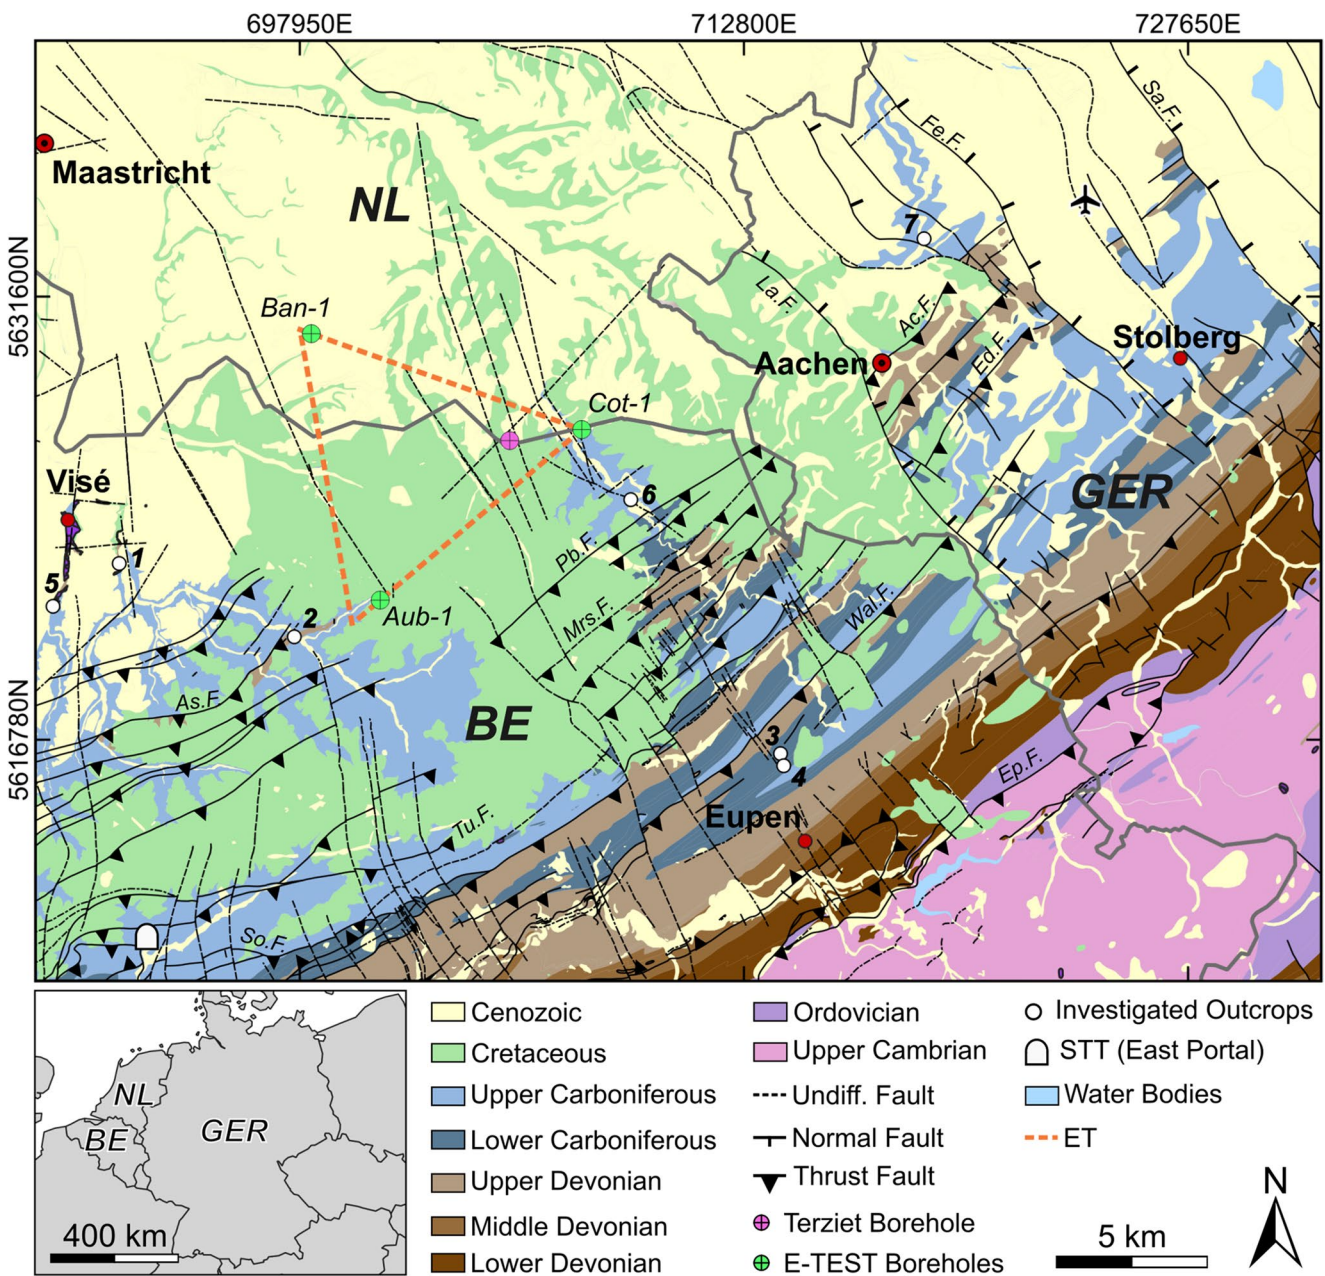 697950E
712800E
727650E
5631600N
5616780N
Maastricht
NL
Sa.F.
Fe.F.
7
Ban-1
La.F.
Ac.F.
Ed.F.
Aachen
Stolberg
Cot-1
Visé
6
GER
1
5
Pb.F.
2
Aub-1
Mrs.F.
Wal.F.
As.F.
BE
3
4
Ep.F.
Eupen
Tu.F.
So.F.
NL
BE
GER
400 km
Cenozoic
Cretaceous
Upper Carboniferous
Lower Carboniferous
Upper Devonian
Middle Devonian
Lower Devonian
Ordovician
Upper Cambrian
Undiff. Fault
Normal Fault
Thrust Fault
Terziet Borehole
E-TEST Boreholes
Investigated Outcrops
STT (East Portal)
Water Bodies
ET
5 km
N